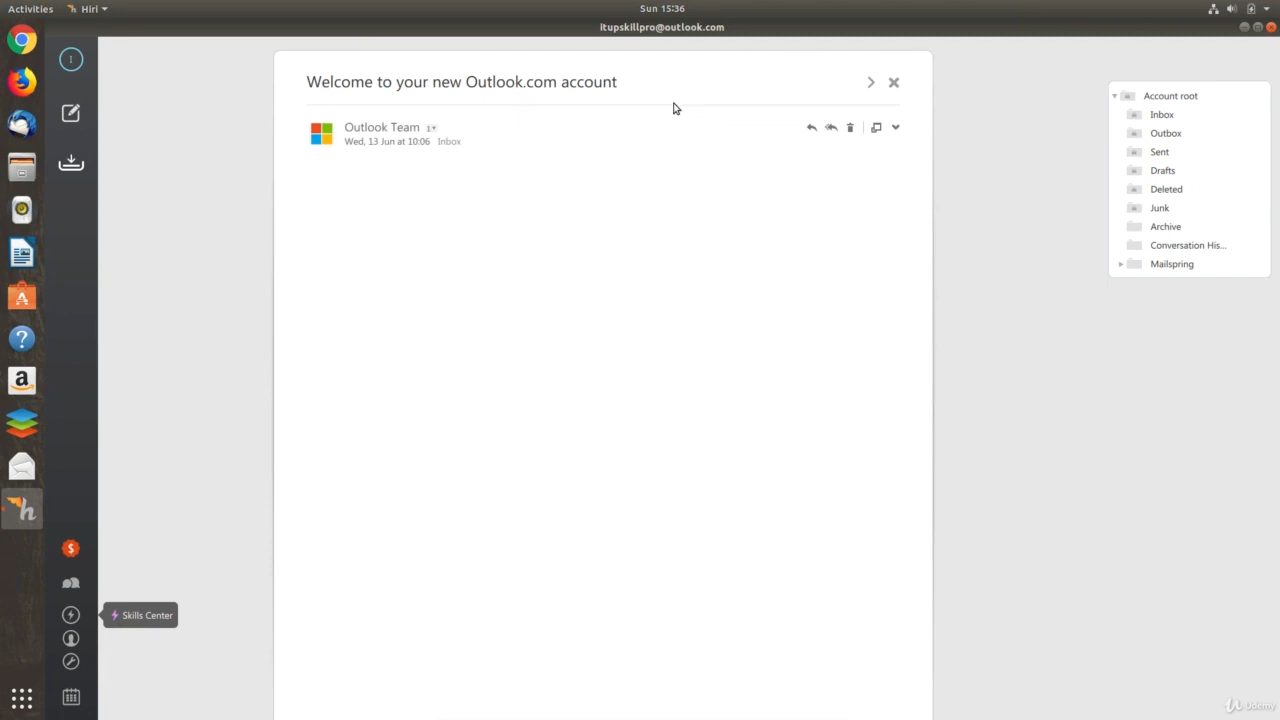 Activities
Hiri
Sun 15:36
itupskillpro@outlook.com
Welcome to your new Outlook.com account
Outlook Team
Wed, 13 Jun at 10:06 Inbox
Account root
Inbox
Outbox
Sent
Drafts
Deleted
Junk
Archive
Conversation His...
Mailspring
Skills Center
Udemy